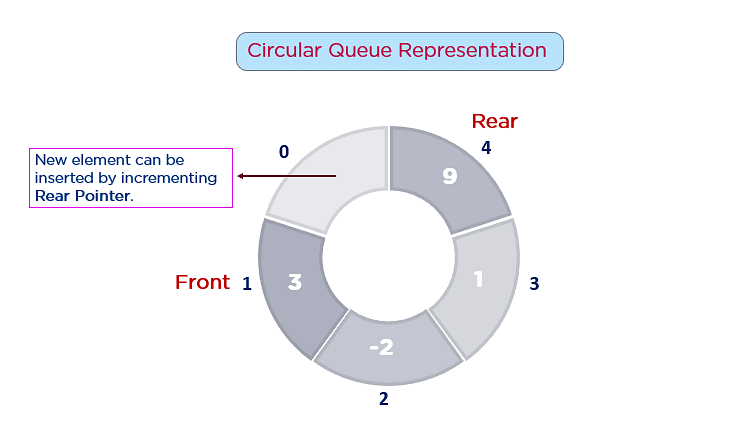 Circular Queue Representation
Rear
0
4
New element can be
inserted by incrementing
Rear Pointer.
9
Front
1
3
1
3
-2
2